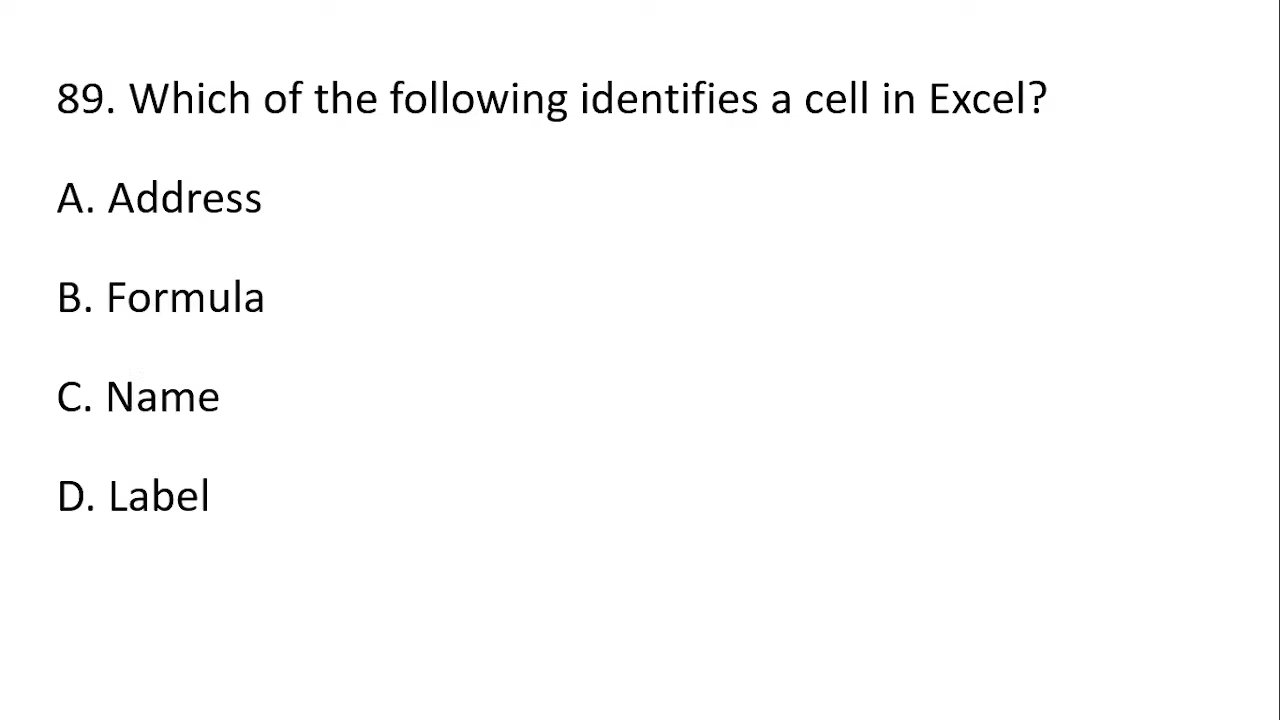 89. Which of the following identifies a cell in Excel?
A. Address
B. Formula
C. Name
D. Label